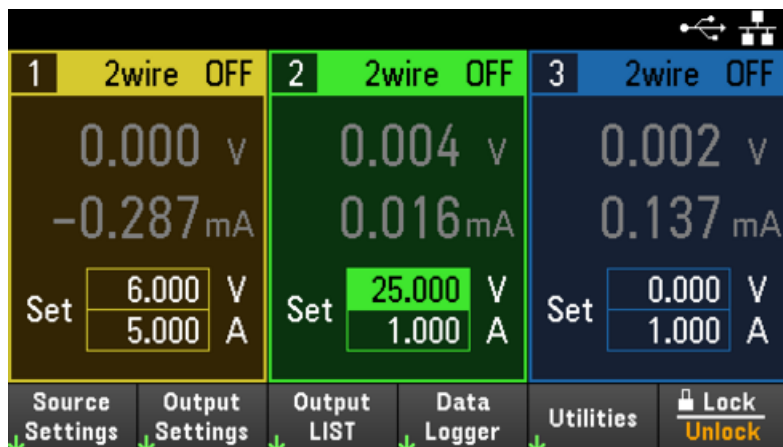 1 2wire OFF
0.000 V
-0.287 mA
Set 6.000 V
5.000 A
2 2wire OFF
0.004 V
0.016 mA
Set 25.000 V
1.000 A
3 2wire OFF
0.002 V
0.137 mA
Set 0.000 V
1.000 A
Source
Settings
Output
Settings
Output
LIST
Data
Logger
Utilities
Lock
Unlock